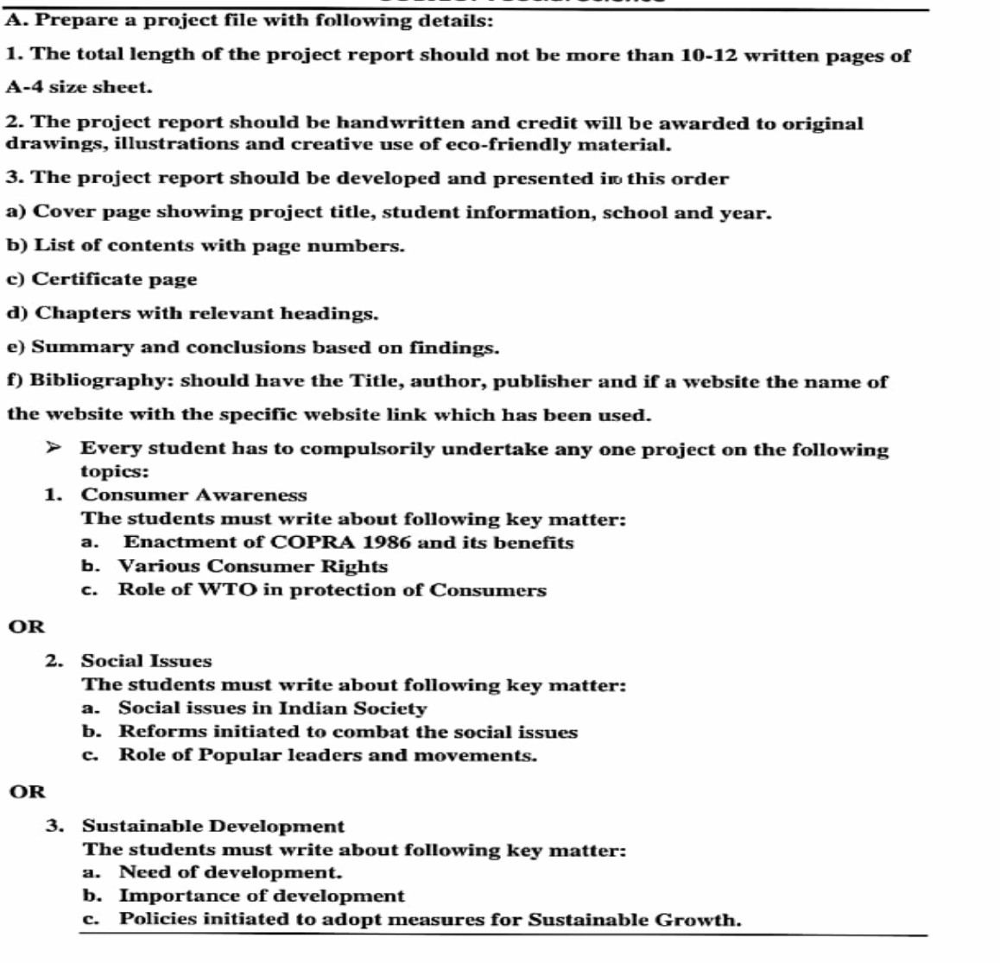 A. Prepare a project file with following details:
1. The total length of the project report should not be more than 10-12 written pages of
A-4 size sheet.
2. The project report should be handwritten and credit will be awarded to original
drawings, illustrations and creative use of eco-friendly material.
3. The project report should be developed and presented in this order
a) Cover page showing project title, student information, school and year.
b) List of contents with page numbers.
c) Certificate page
d) Chapters with relevant headings.
e) Summary and conclusions based on findings.
f) Bibliography: should have the Title, author, publisher and if a website the name of
the website with the specific website link which has been used.
➢ Every student has to compulsorily undertake any one project on the following
topics:
1. Consumer Awareness
The students must write about following key matter:
a. Enactment of COPRA 1986 and its benefits
b. Various Consumer Rights
c. Role of WTO in protection of Consumers
OR
2. Social Issues
The students must write about following key matter:
a. Social issues in Indian Society
b. Reforms initiated to combat the social issues
c. Role of Popular leaders and movements.
OR
3. Sustainable Development
The students must write about following key matter:
a. Need of development.
b. Importance of development
c. Policies initiated to adopt measures for Sustainable Growth.